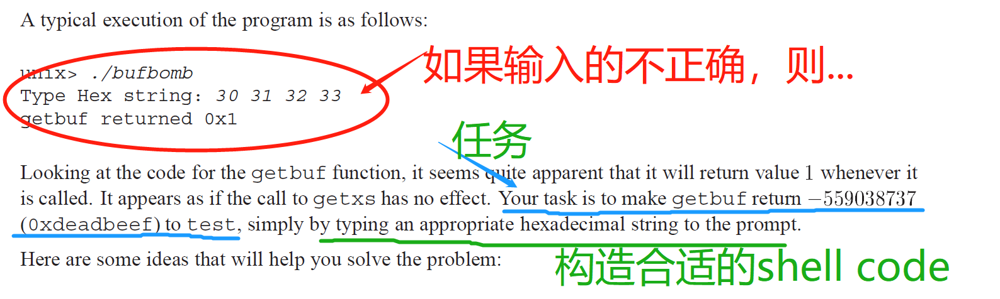 A typical execution of the program is as follows:
unix> ./bufbomb
如果输入的不正确，则...
Type Hex string: 30 31 32 33
getbuf returned 0x1
任务
Looking at the code for the getbuf function, it seems quite apparent that it will return value 1 whenever it
is called. It appears as if the call to getxs has no effect. Your task is to make getbuf return −559038737
(0xdeadbeef) to test, simply by typing an appropriate hexadecimal string to the prompt.
Here are some ideas that will help you solve the problem:
构造合适的shell code